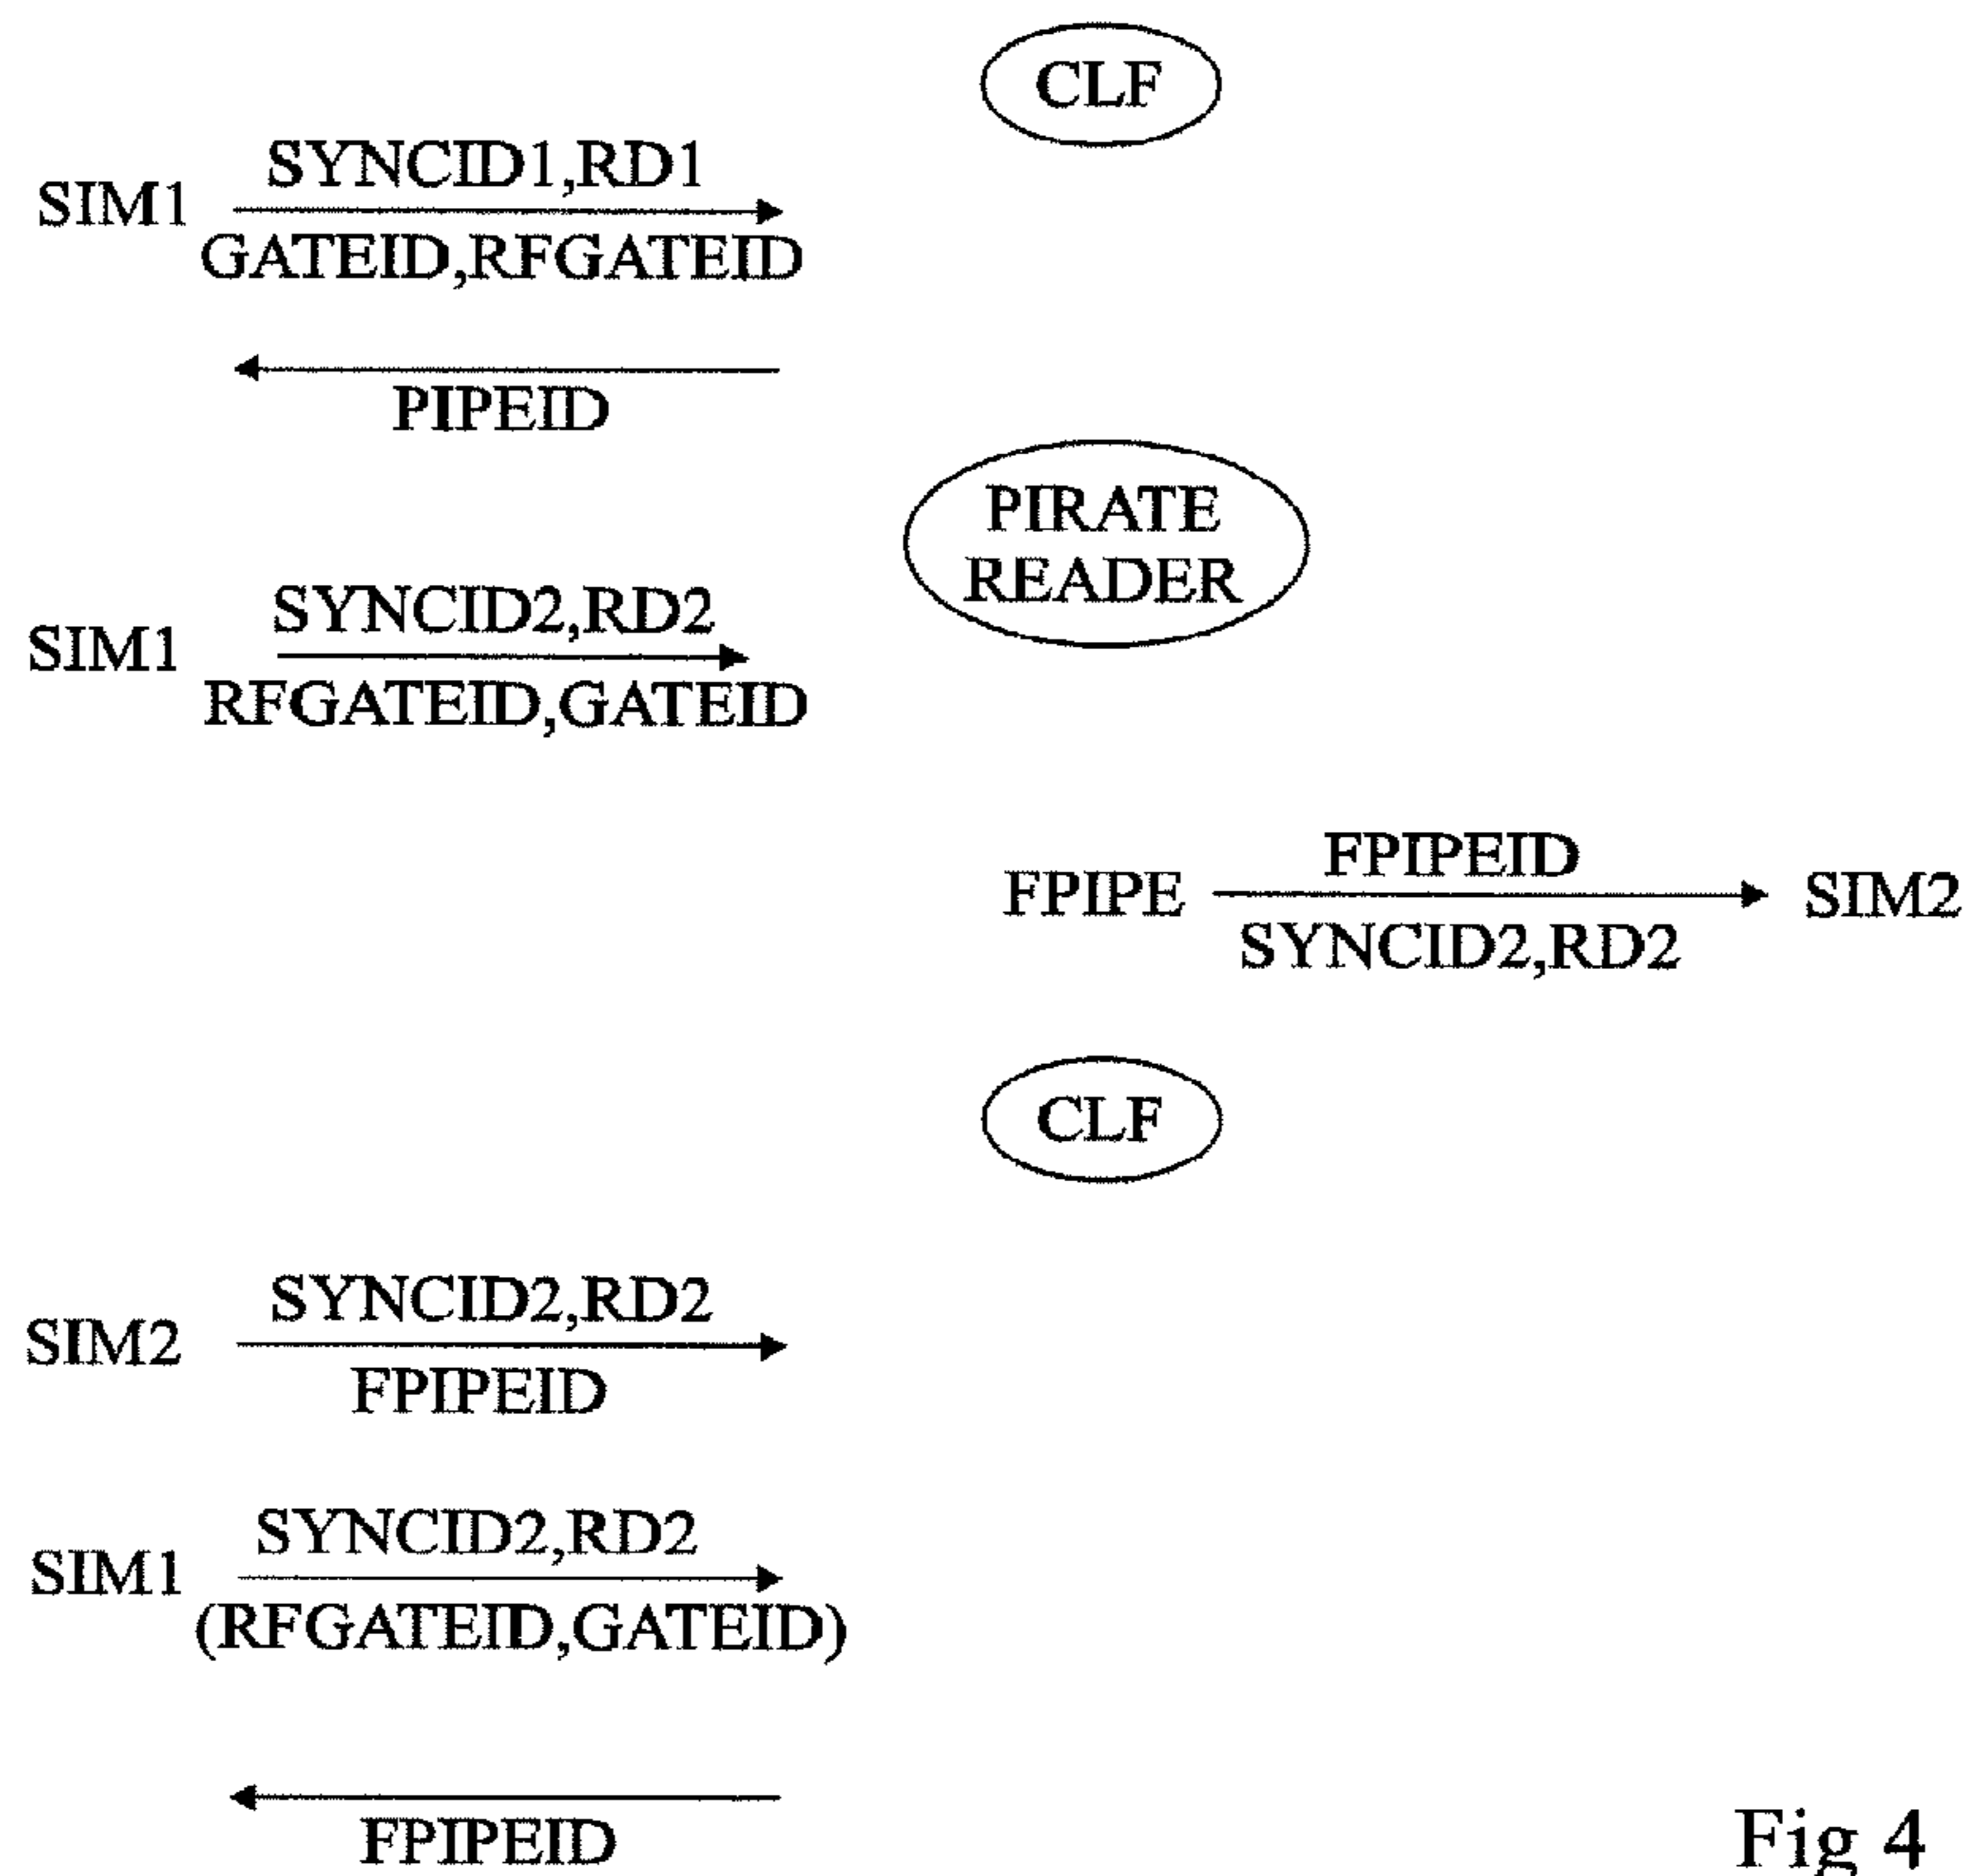 CLF
SYNCID1,RD1
SIM1
GATEID,RFGATEID
PIPEID
PIRATE
READER
SYNCID2,RD2
SIM1
RFGATEID,GATEID
FPIPEID
FPIPE
SIM2
SYNCID2,RD2
CLF
SYNCID2,RD2
SIM2
FPIPEID
SYNCID2,RD2
SIM1
(RFGATEID,GATEID)
FPIPEID
Fig 4